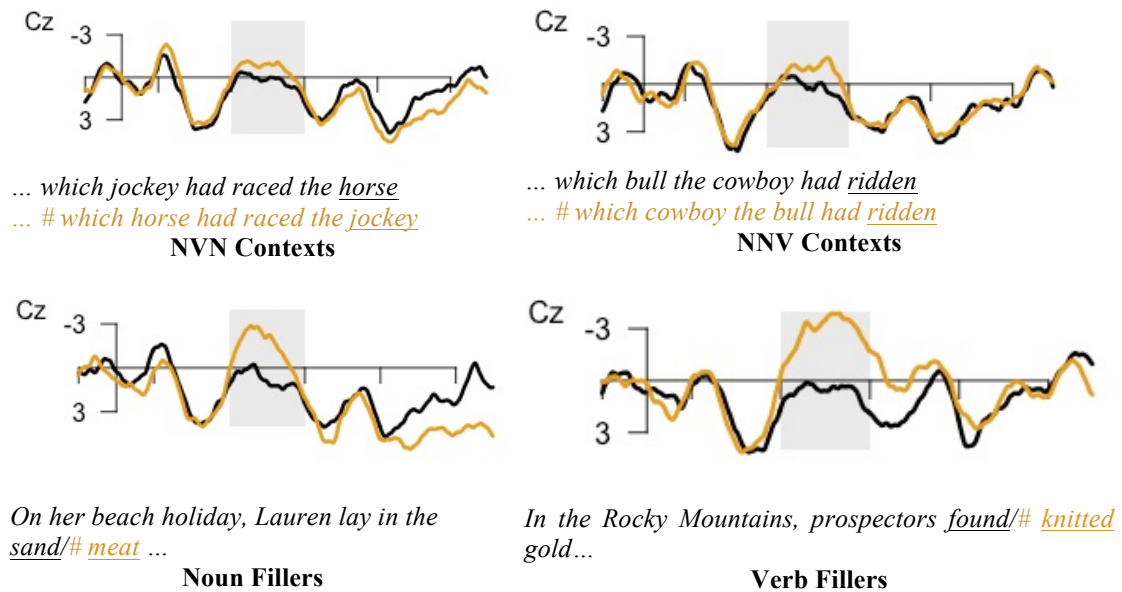 Cz
-3
3
… which jockey had raced the horse
… # which horse had raced the jockey
NVN Contexts
Cz
-3
3
… which bull the cowboy had ridden
… # which cowboy the bull had ridden
NNV Contexts
Cz
-3
3
On her beach holiday, Lauren lay in the
sand/# meat …
Noun Fillers
Cz
-3
3
In the Rocky Mountains, prospectors found/# knitted
gold…
Verb Fillers